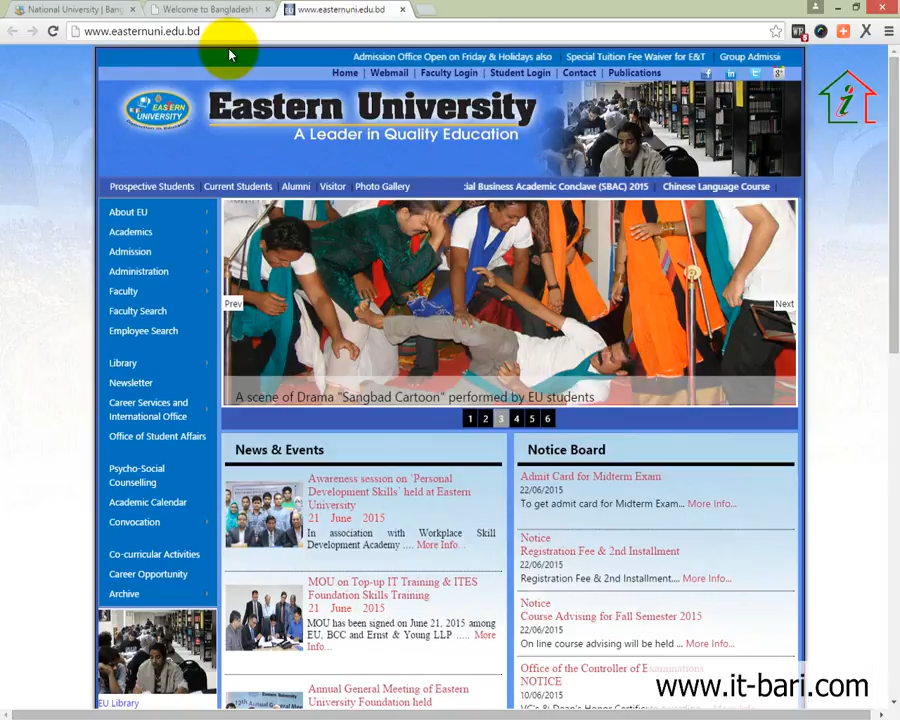 National University | Bang
Welcome to Bangladesh
www.easternuni.edu.bd
www.easternuni.edu.bd
Admission Office Open on Friday & Holidays also | Special Tuition Fee Waiver for E&T | Group Admissi
Home | Webmail | Faculty Login | Student Login | Contact | Publications
EASTERN
UNIVERSITY
Eastern University
A Leader in Quality Education
Prospective Students | Current Students | Alumni | Visitor | Photo Gallery
ial Business Academic Conclave (SBAC) 2015 | Chinese Language Course |
About EU
Academics
Admission
Administration
Faculty
Faculty Search
Employee Search
Library
Newsletter
Career Services and
International Office
Office of Student Affairs
Psycho-Social
Counselling
Academic Calendar
Convocation
Co-curricular Activities
Career Opportunity
Archive
EU Library
Prev
Next
A scene of Drama "Sangbad Cartoon" performed by EU students
1 2 3 4 5 6
News & Events
Awareness session on `Personal
Development Skills` held at Eastern
University
21 June 2015
In association with Workplace Skill
Development Academy .... More Info...
MOU on Top-up IT Training & ITES
Foundation Skills Training
21 June 2015
MOU has been signed on June 21, 2015 among
EU, BCC and Ernst & Young LLP ..... More
Info...
Annual General Meeting of Eastern
University Foundation held
Notice Board
Admit Card for Midterm Exam
22/06/2015
To get admit card for Midterm Exam... More Info...
Notice
Registration Fee & 2nd Installment
22/06/2015
Registration Fee & 2nd Installment.... More Info...
Notice
Course Advising for Fall Semester 2015
22/06/2015
On line course advising will be held .. More Info...
Office of the Controller of Examinations
NOTICE
10/06/2015
VC's & Dean's Honor Certificate
www.it-bari.com